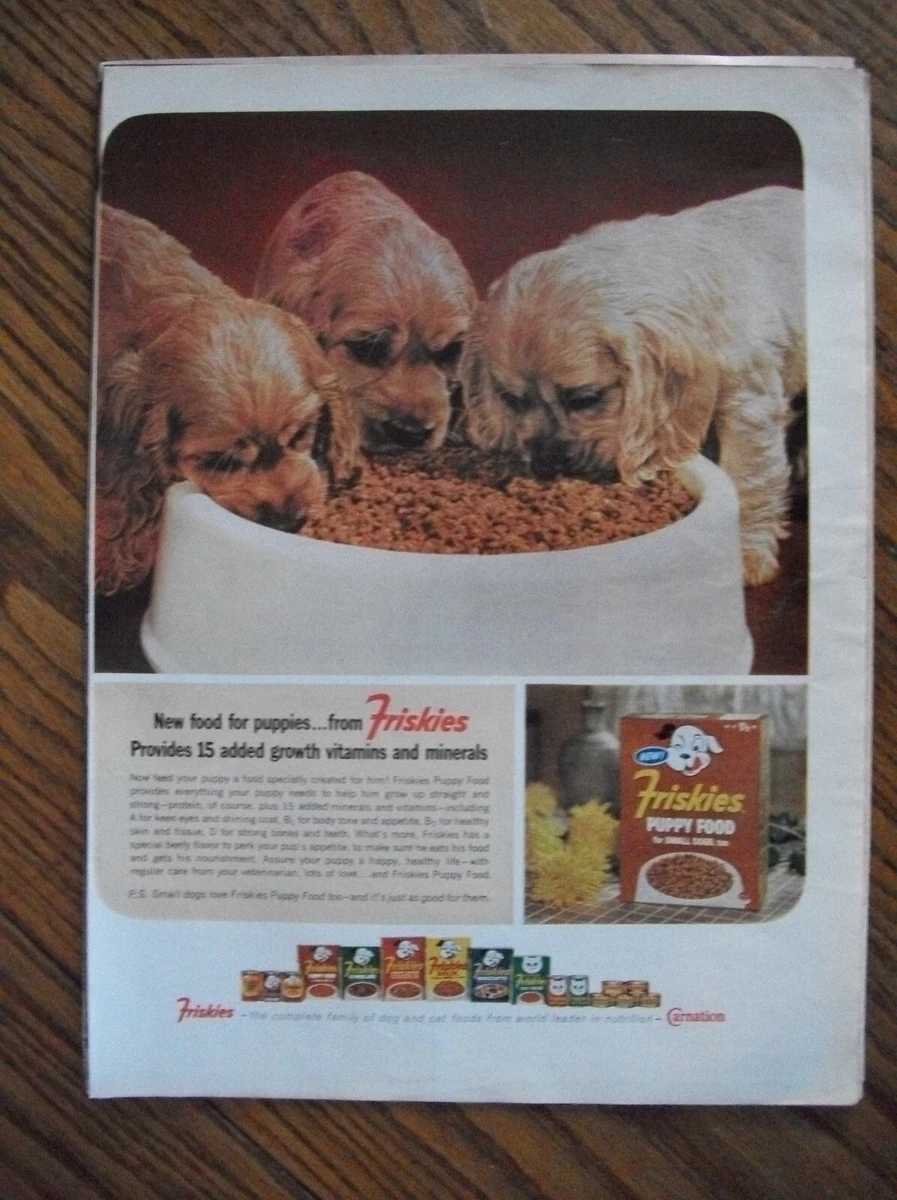 New food for puppies...from Friskies
Provides 15 added growth vitamins and minerals
Now feed your puppy a food specially created for him! Friskies Puppy Food
provides everything your puppy needs to help him grow up straight and
strong—protein, of course, plus 15 added minerals and vitamins—including
A for keen eyes and shining coat, B₁ for body tone and appetite, B₂ for healthy
skin and tissue, D for strong bones and teeth. What's more, Friskies has a
special beefy flavor to perk your pup's appetite, to make sure he eats his food
and gets his nourishment. Assure your puppy a happy, healthy life—with
regular care from your veterinarian, lots of love...and Friskies Puppy Food.
P.S. Small dogs love Friskies Puppy Food too—and it's just as good for them.
NEW!
Friskies
PUPPY FOOD
for SMALL DOGS, too
Friskies – the complete family of dog and cat foods from world leader in nutrition – Carnation